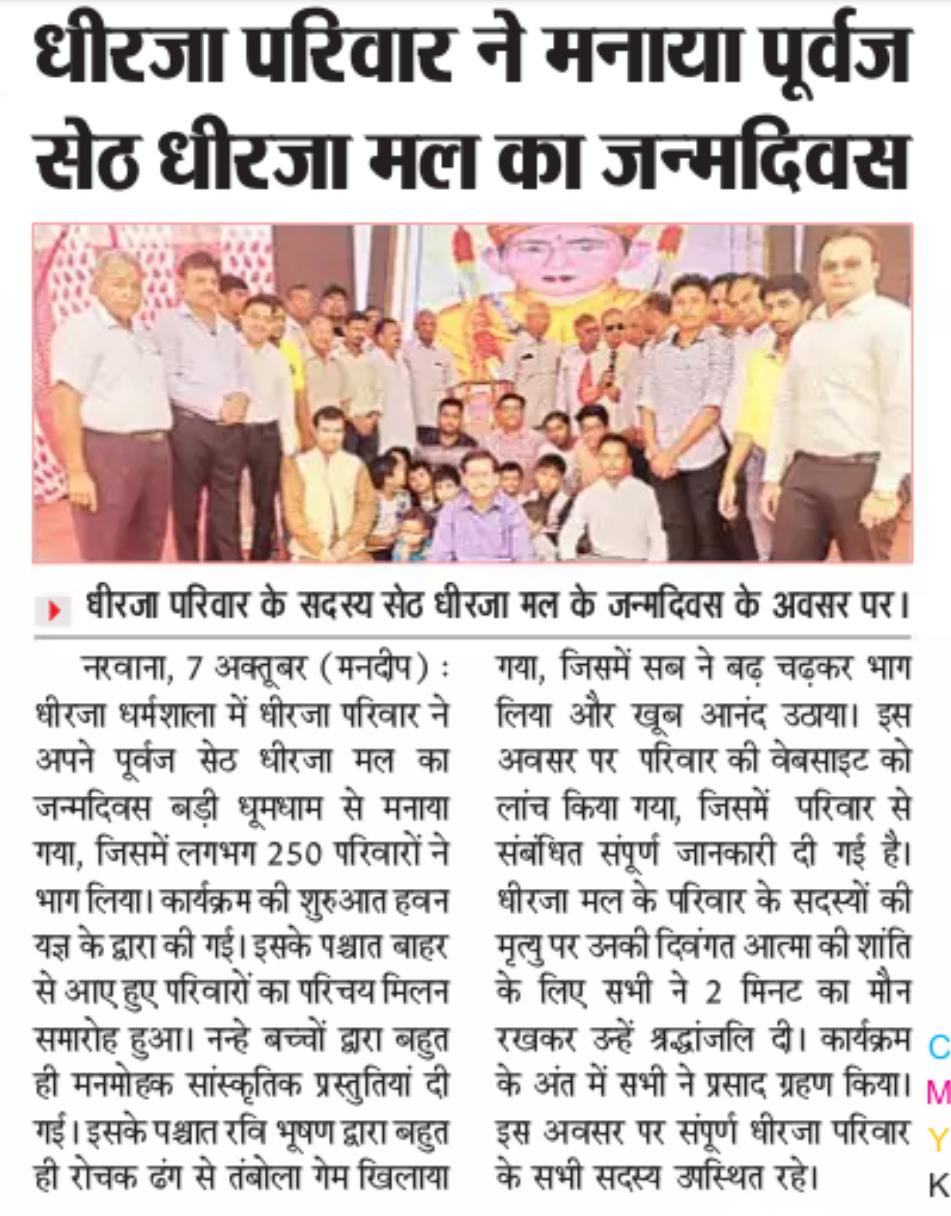 धीरजा परिवार ने मनाया पूर्वज
सेठ धीरजा मल का जन्मदिवस
धीरजा परिवार के सदस्य सेठ धीरजा मल के जन्मदिवस के अवसर पर।
नरवाना, 7 अक्तूबर (मनदीप) :
धीरजा धर्मशाला में धीरजा परिवार ने
अपने पूर्वज सेठ धीरजा मल का
जन्मदिवस बड़ी धूमधाम से मनाया
गया, जिसमें लगभग 250 परिवारों ने
भाग लिया। कार्यक्रम की शुरुआत हवन
यज्ञ के द्वारा की गई। इसके पश्चात बाहर
से आए हुए परिवारों का परिचय मिलन
समारोह हुआ। नन्हे बच्चों द्वारा बहुत
ही मनमोहक सांस्कृतिक प्रस्तुतियां दी
गई। इसके पश्चात रवि भूषण द्वारा बहुत
ही रोचक ढंग से तंबोला गेम खिलाया
गया, जिसमें सब ने बढ़ चढ़कर भाग
लिया और खूब आनंद उठाया। इस
अवसर पर परिवार की वेबसाइट को
लांच किया गया, जिसमें परिवार से
संबंधित संपूर्ण जानकारी दी गई है।
धीरजा मल के परिवार के सदस्यों की
मृत्यु पर उनकी दिवंगत आत्मा की शांति
के लिए सभी ने 2 मिनट का मौन
रखकर उन्हें श्रद्धांजलि दी। कार्यक्रम
के अंत में सभी ने प्रसाद ग्रहण किया।
इस अवसर पर संपूर्ण धीरजा परिवार
के सभी सदस्य उपस्थित रहे।
C
M
Y
K